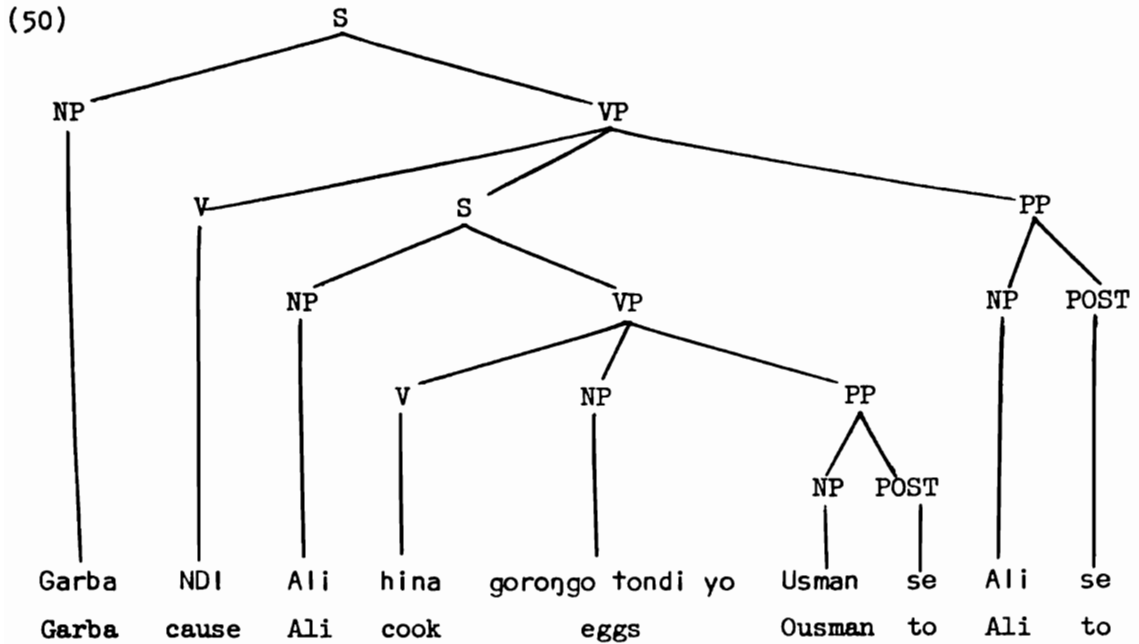 (50) S
NP VP
V S PP
NP VP NP POST
V NP PP
NP POST
Garba NDI Ali hina goroŋgo tondi yo Usman se Ali se
Garba cause Ali cook eggs Ousman to Ali to